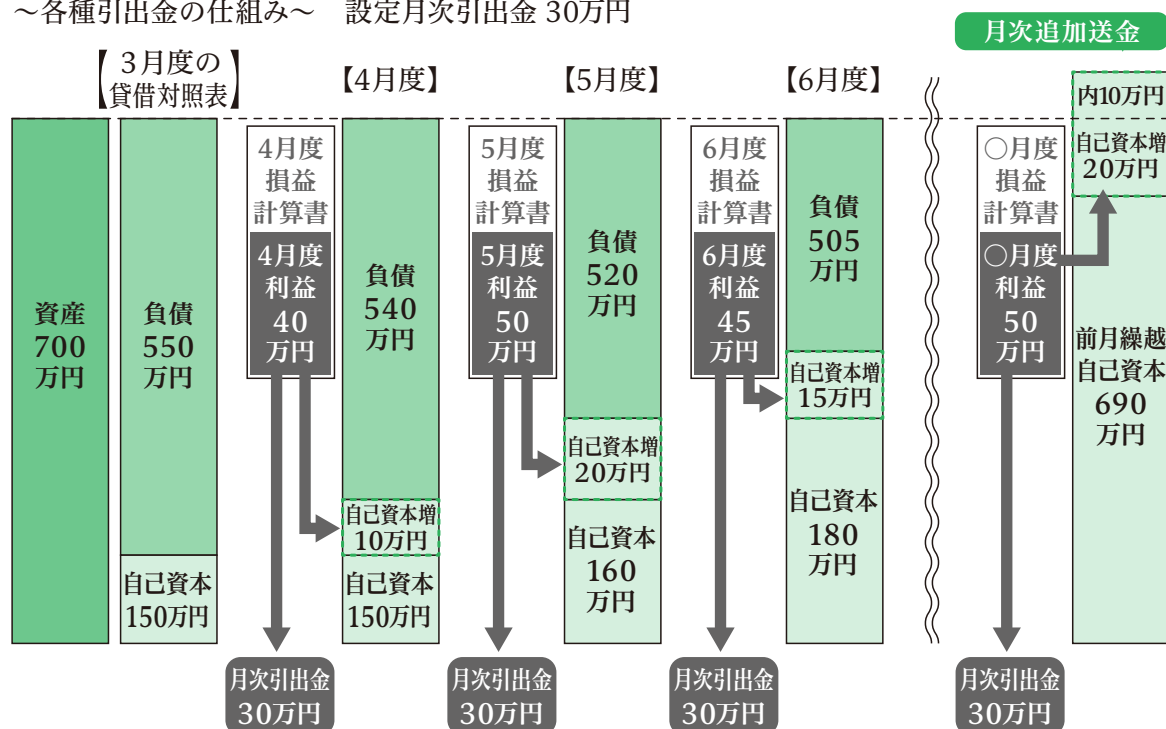 ～各種引出金の仕組み～　設定月次引出金 30万円
月次追加送金
【3月度の
貸借対照表】
【4月度】
【5月度】
【6月度】
資産
700
万円
負債
550
万円
自己資本
150万円
4月度
損益
計算書
4月度
利益
40
万円
月次引出金
30万円
負債
540
万円
自己資本増
10万円
自己資本
150万円
5月度
損益
計算書
5月度
利益
50
万円
月次引出金
30万円
負債
520
万円
自己資本増
20万円
自己資本
160
万円
6月度
損益
計算書
6月度
利益
45
万円
月次引出金
30万円
負債
505
万円
自己資本増
15万円
自己資本
180
万円
〇月度
損益
計算書
〇月度
利益
50
万円
月次引出金
30万円
内10万円
自己資本増
20万円
前月繰越
自己資本
690
万円